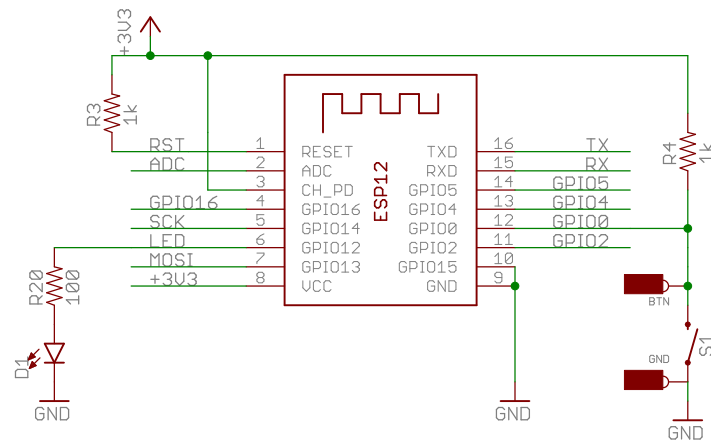 +3V3
R3
1k
RST
ADC
GPIO16
SCK
LED
MOSI
+3V3
1
2
3
4
5
6
7
8
RESET
ADC
CH_PD
GPIO16
GPIO14
GPIO12
GPIO13
VCC
ESP12
TXD
RXD
GPIO5
GPIO4
GPIO0
GPIO2
GPIO15
GND
16
15
14
13
12
11
10
9
TX
RX
GPIO5
GPIO4
GPIO0
GPIO2
R4
1k
R20
100
D1
GND
GND
BTN
GND
S1
GND